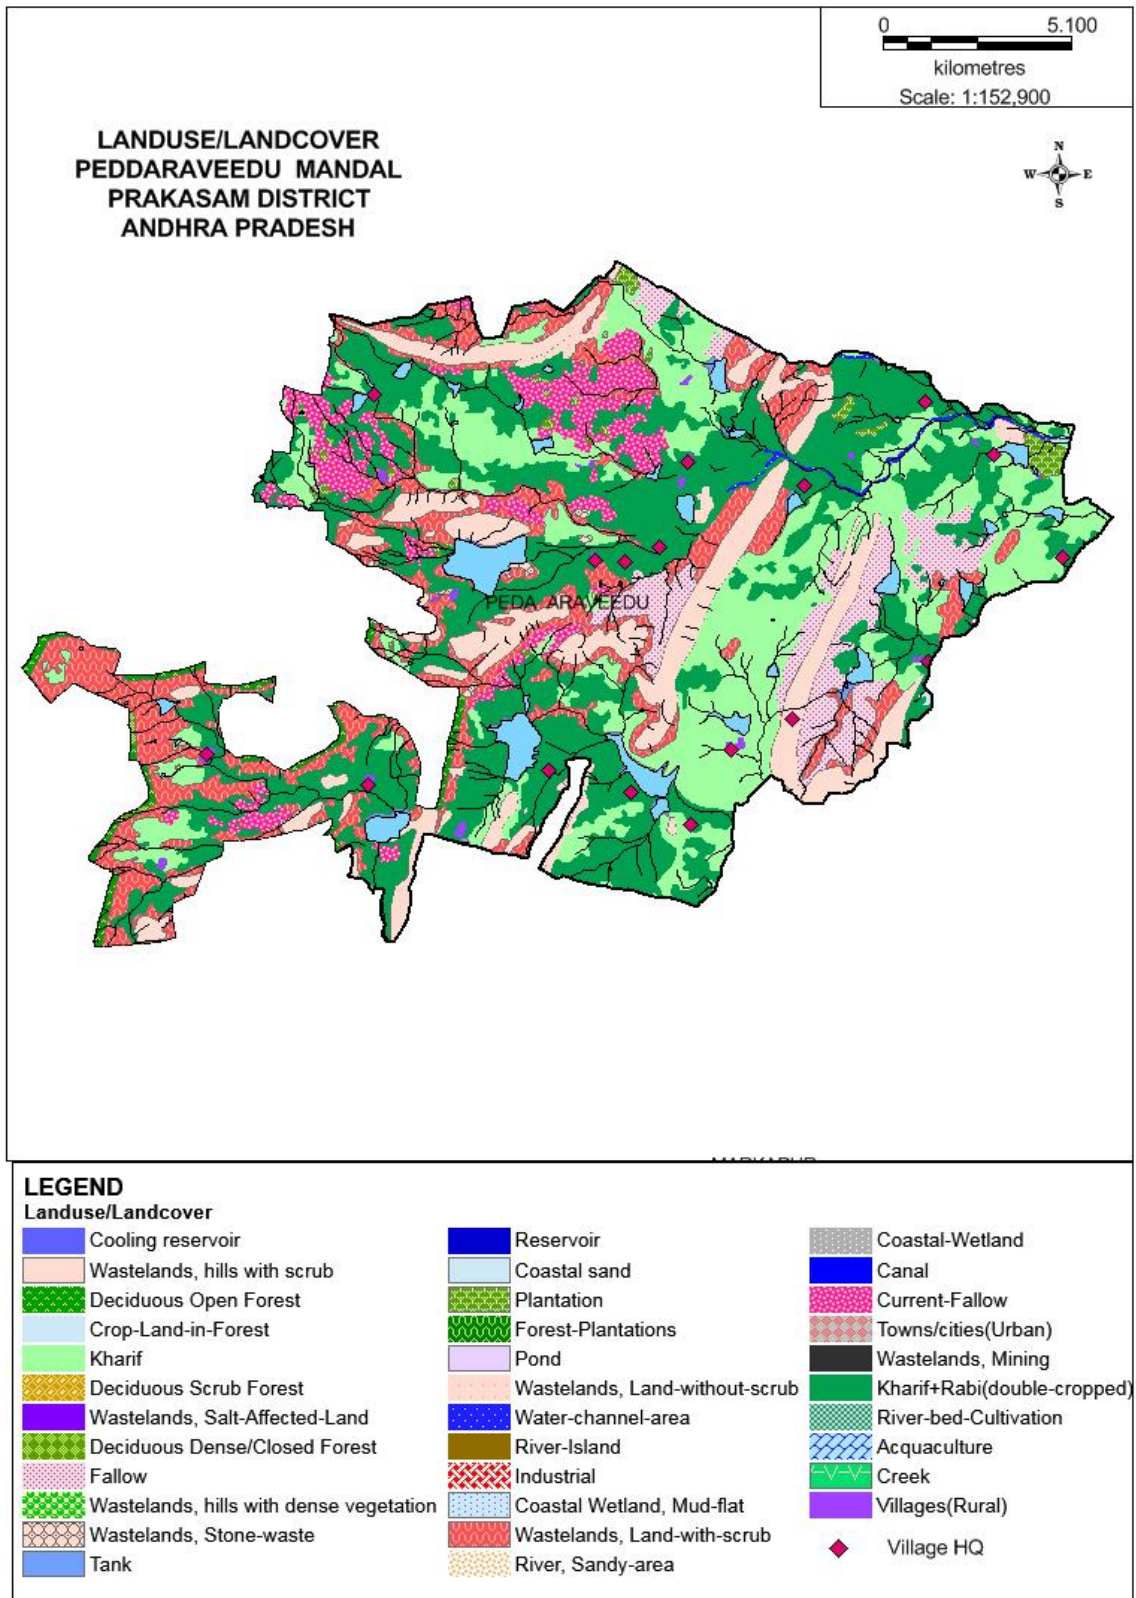 0 5.100
kilometres
Scale: 1:152,900
LANDUSE/LANDCOVER
PEDDARAVEEDU MANDAL
PRAKASAM DISTRICT
ANDHRA PRADESH
N
W E
S
PEDA ARAVEEDU
LEGEND
Landuse/Landcover
Cooling reservoir
Wastelands, hills with scrub
Deciduous Open Forest
Crop-Land-in-Forest
Kharif
Deciduous Scrub Forest
Wastelands, Salt-Affected-Land
Deciduous Dense/Closed Forest
Fallow
Wastelands, hills with dense vegetation
Wastelands, Stone-waste
Tank
Reservoir
Coastal sand
Plantation
Forest-Plantations
Pond
Wastelands, Land-without-scrub
Water-channel-area
River-Island
Industrial
Coastal Wetland, Mud-flat
Wastelands, Land-with-scrub
River, Sandy-area
Coastal-Wetland
Canal
Current-Fallow
Towns/cities(Urban)
Wastelands, Mining
Kharif+Rabi(double-cropped)
River-bed-Cultivation
Acquaculture
Creek
Villages(Rural)
Village HQ